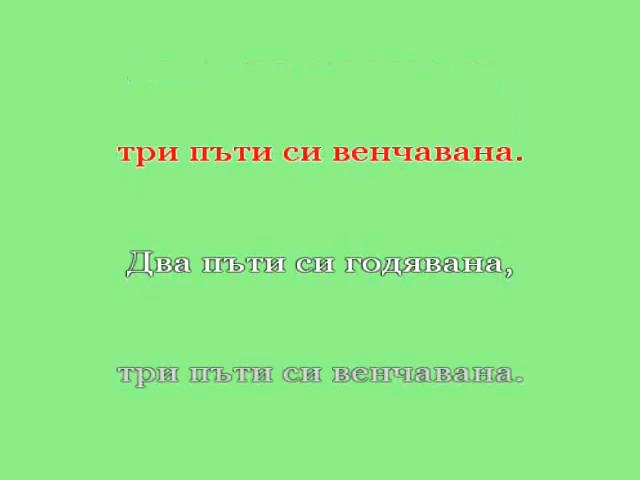 три пъти си венчавана.
Два пъти си годявана,
три пъти си венчавана.